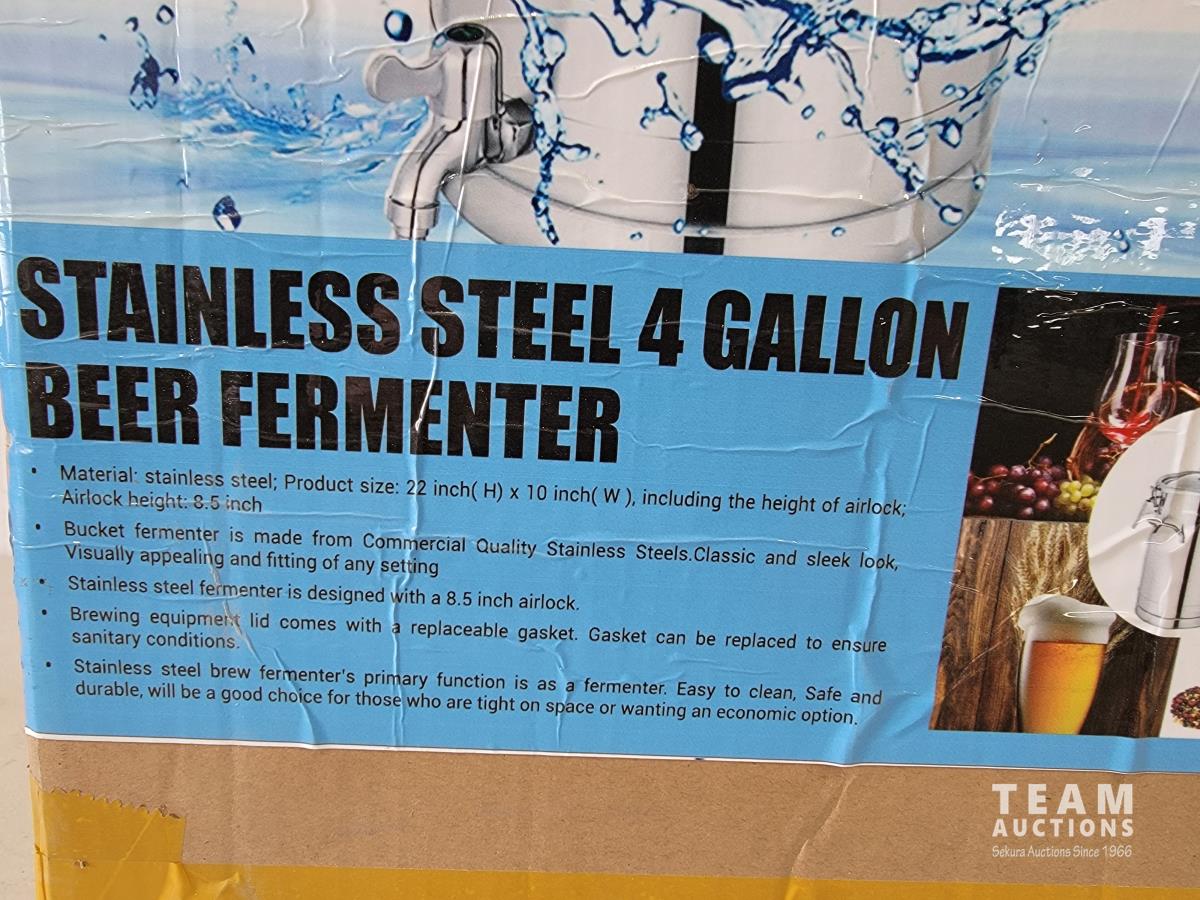 STAINLESS STEEL 4 GALLON
BEER FERMENTER
• Material: stainless steel; Product size: 22 inch( H) x 10 inch( W ), including the height of airlock;
Airlock height: 8.5 inch
• Bucket fermenter is made from Commercial Quality Stainless Steels.Classic and sleek look,
Visually appealing and fitting of any setting
• Stainless steel fermenter is designed with a 8.5 inch airlock.
• Brewing equipment lid comes with a replaceable gasket. Gasket can be replaced to ensure
sanitary conditions.
• Stainless steel brew fermenter's primary function is as a fermenter. Easy to clean, Safe and
durable, will be a good choice for those who are tight on space or wanting an economic option.
TEAM
AUCTIONS
Sekura Auctions Since 1966